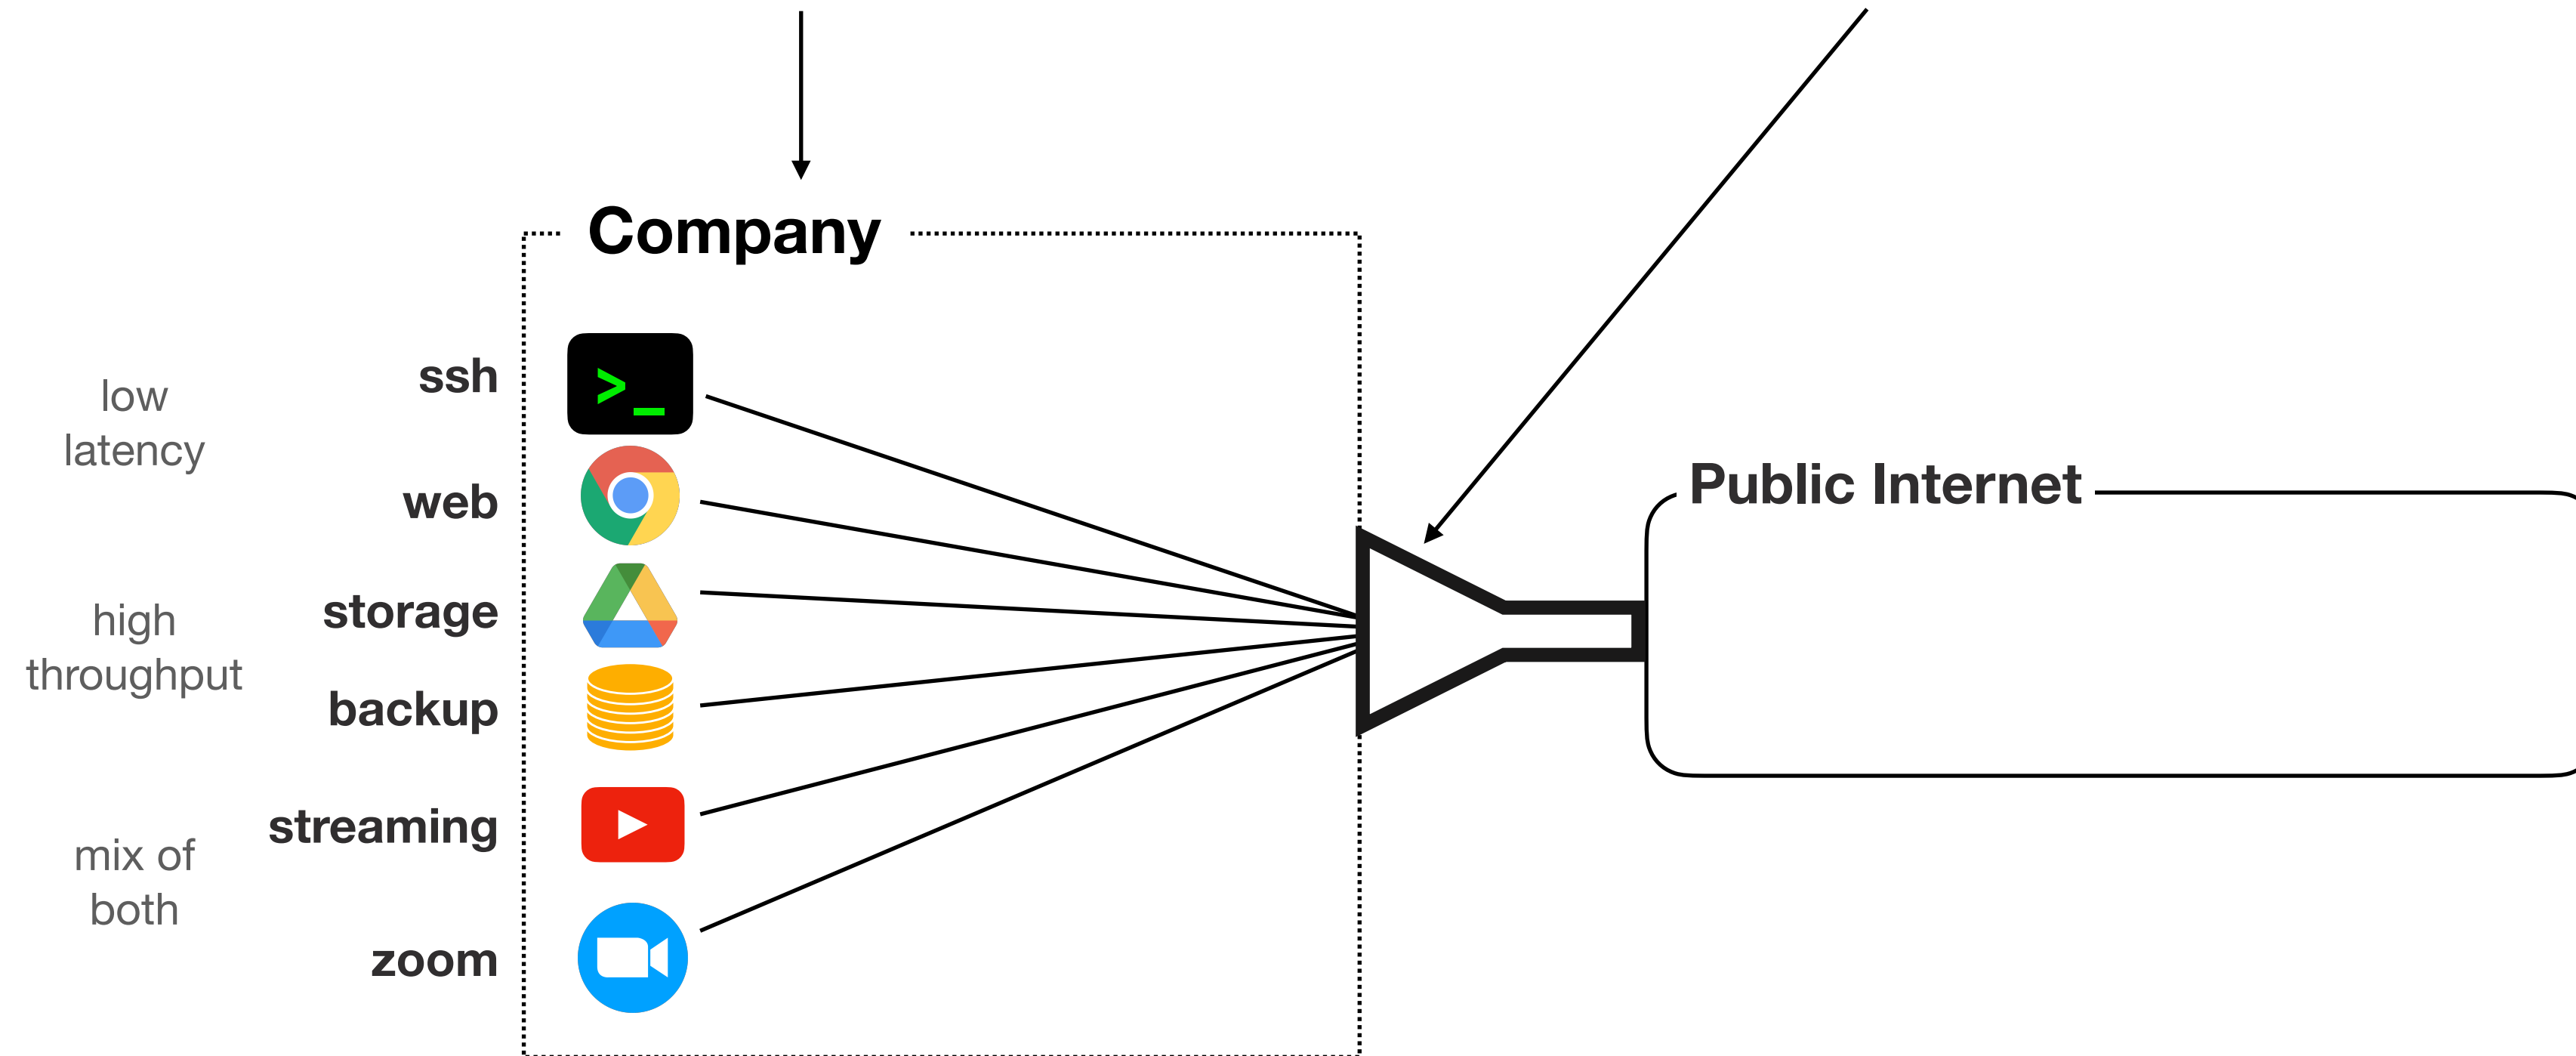 Company
low
latency
ssh
>_
web
Public Internet
high
throughput
storage
backup
mix of
both
streaming
zoom